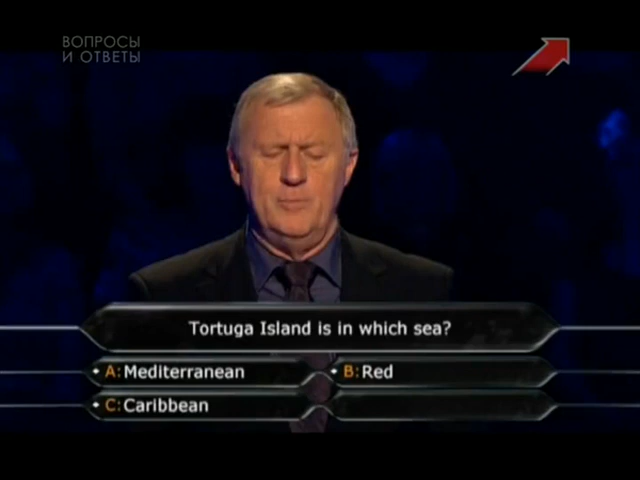 ВОПРОСЫ
И ОТВЕТЫ
Tortuga Island is in which sea?
A: Mediterranean
B: Red
C: Caribbean